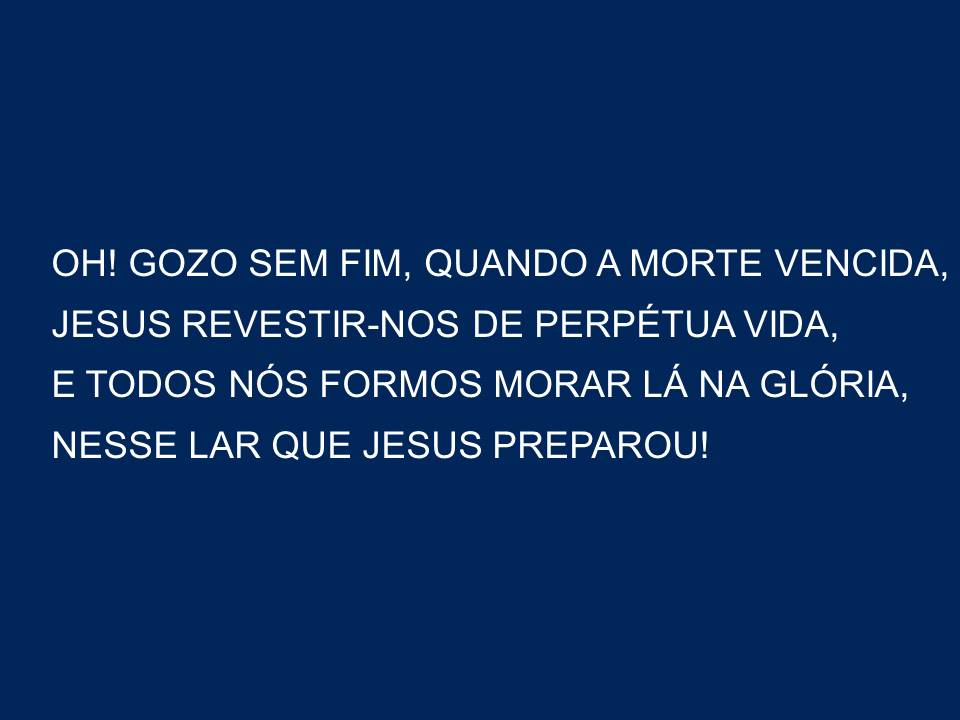 OH! GOZO SEM FIM, QUANDO A MORTE VENCIDA,
JESUS REVESTIR-NOS DE PERPÉTUA VIDA,
E TODOS NÓS FORMOS MORAR LÁ NA GLÓRIA,
NESSE LAR QUE JESUS PREPAROU!